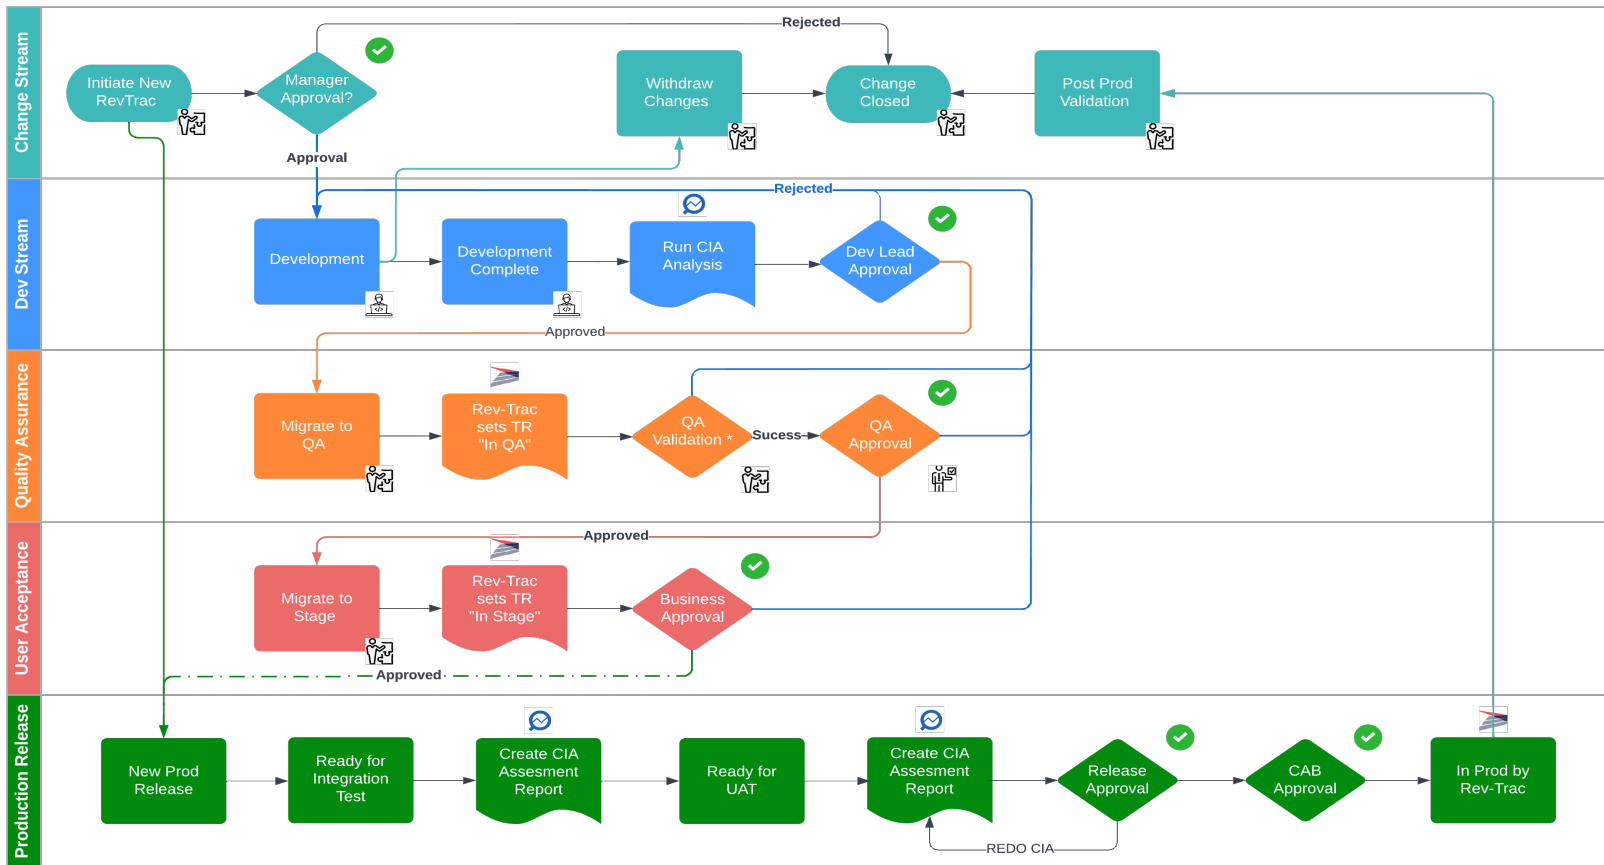 Change Stream
Initiate New
RevTrac
Manager
Approval?
Rejected
Approval
Withdraw
Changes
Change
Closed
Post Prod
Validation
Dev Stream
Rejected
Development
Development
Complete
Run CIA
Analysis
Dev Lead
Approval
Approved
Quality Assurance
Migrate to
QA
Rev-Trac
sets TR
"In QA"
QA
Validation *
Sucess
QA
Approval
User Acceptance
Approved
Migrate to
Stage
Rev-Trac
sets TR
"In Stage"
Business
Approval
Approved
Production Release
New Prod
Release
Ready for
Integration
Test
Create CIA
Assesment
Report
Ready for
UAT
Create CIA
Assesment
Report
Release
Approval
REDO CIA
CAB
Approval
In Prod by
Rev-Trac